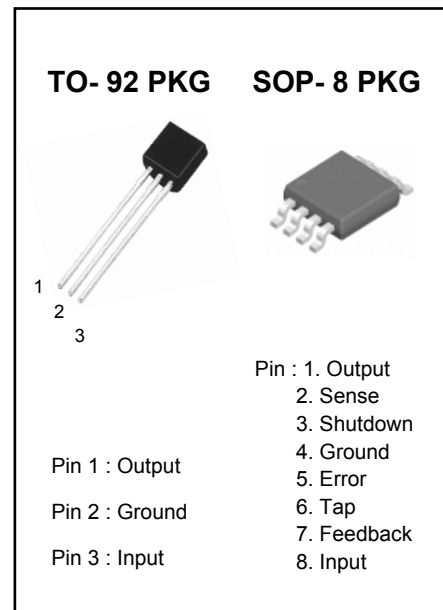 TO- 92 PKG
SOP- 8 PKG
1
2
3
Pin 1 : Output
Pin 2 : Ground
Pin 3 : Input
Pin : 1. Output
2. Sense
3. Shutdown
4. Ground
5. Error
6. Tap
7. Feedback
8. Input